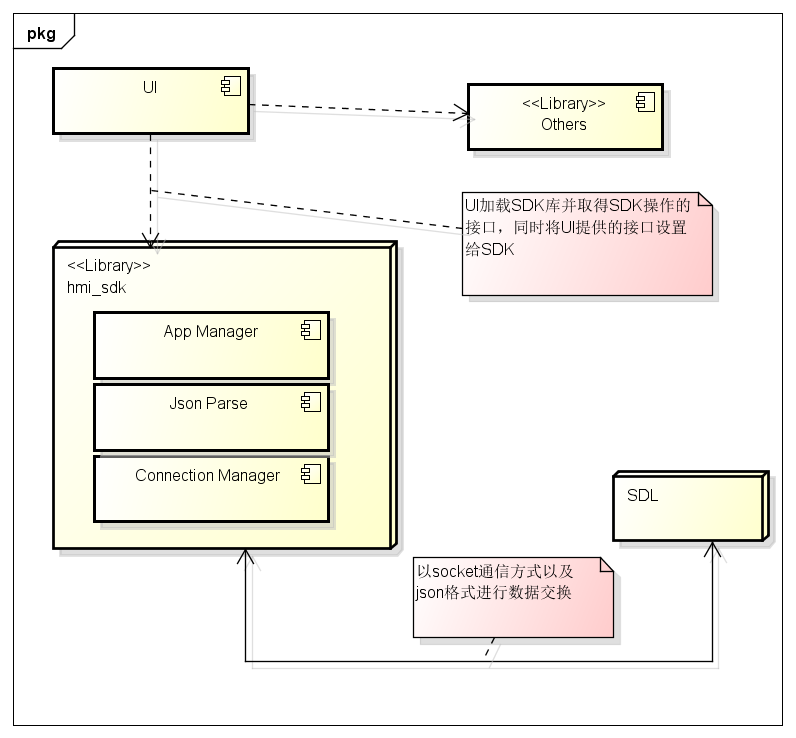 pkg
UI
<<Library>>
Others
UI加载SDK库并取得SDK操作的
接口，同时将UI提供的接口设置
给SDK
<<Library>>
hmi_sdk
App Manager
Json Parse
Connection Manager
SDL
以socket通信方式以及
json格式进行数据交换